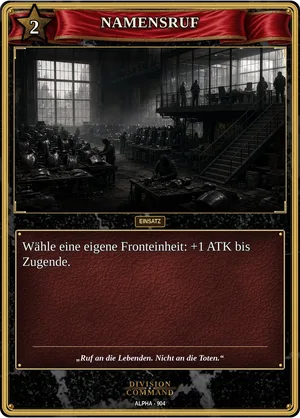 2
NAMENSRUF
EINSATZ
Wähle eine eigene Fronteinheit: +1 ATK bis
Zugende.
„Ruf an die Lebenden. Nicht an die Toten.“
DIVISION
COMMAND
ALPHA - 904